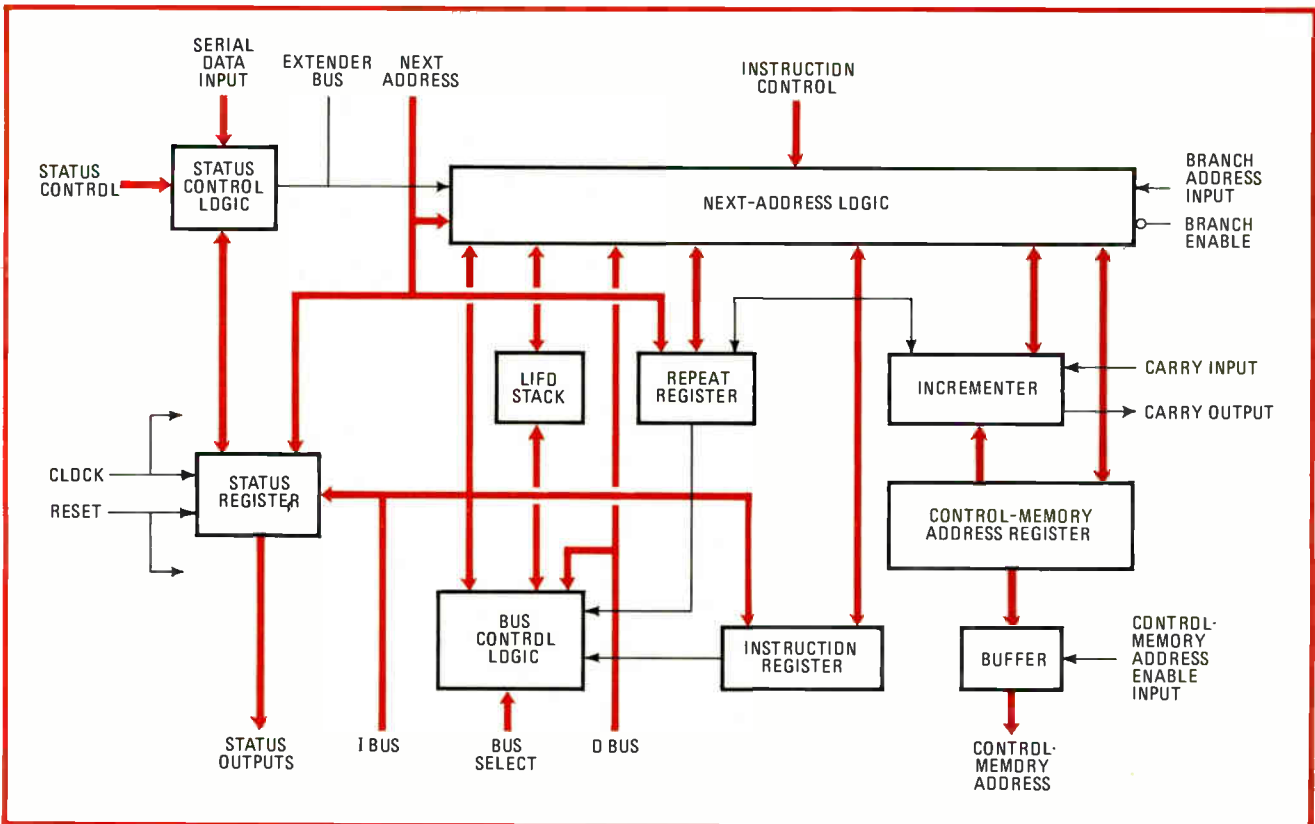 SERIAL
DATA
INPUT
EXTENDER
BUS
NEXT
ADDRESS
INSTRUCTION
CONTROL
STATUS
CONTROL
STATUS
CONTROL
LOGIC
NEXT-ADDRESS LOGIC
BRANCH
ADDRESS
INPUT
BRANCH
ENABLE
LIFO
STACK
REPEAT
REGISTER
INCREMENTER
CARRY INPUT
CARRY OUTPUT
CLOCK
RESET
STATUS
REGISTER
CONTROL-MEMORY
ADDRESS REGISTER
BUS
CONTROL
LOGIC
INSTRUCTION
REGISTER
BUFFER
CONTROL-
MEMORY
ADDRESS
ENABLE
INPUT
STATUS
OUTPUTS
I BUS
BUS
SELECT
O BUS
CONTROL-
MEMORY
ADDRESS